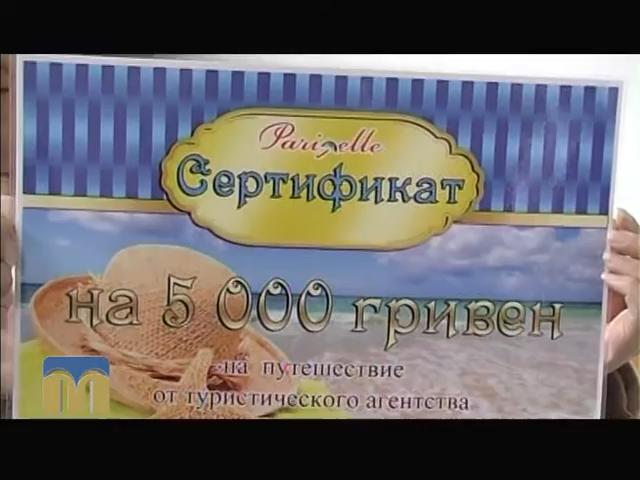 Parizelle
Сертификат
на 5 000 гривен
на путешествие
от туристического агентства